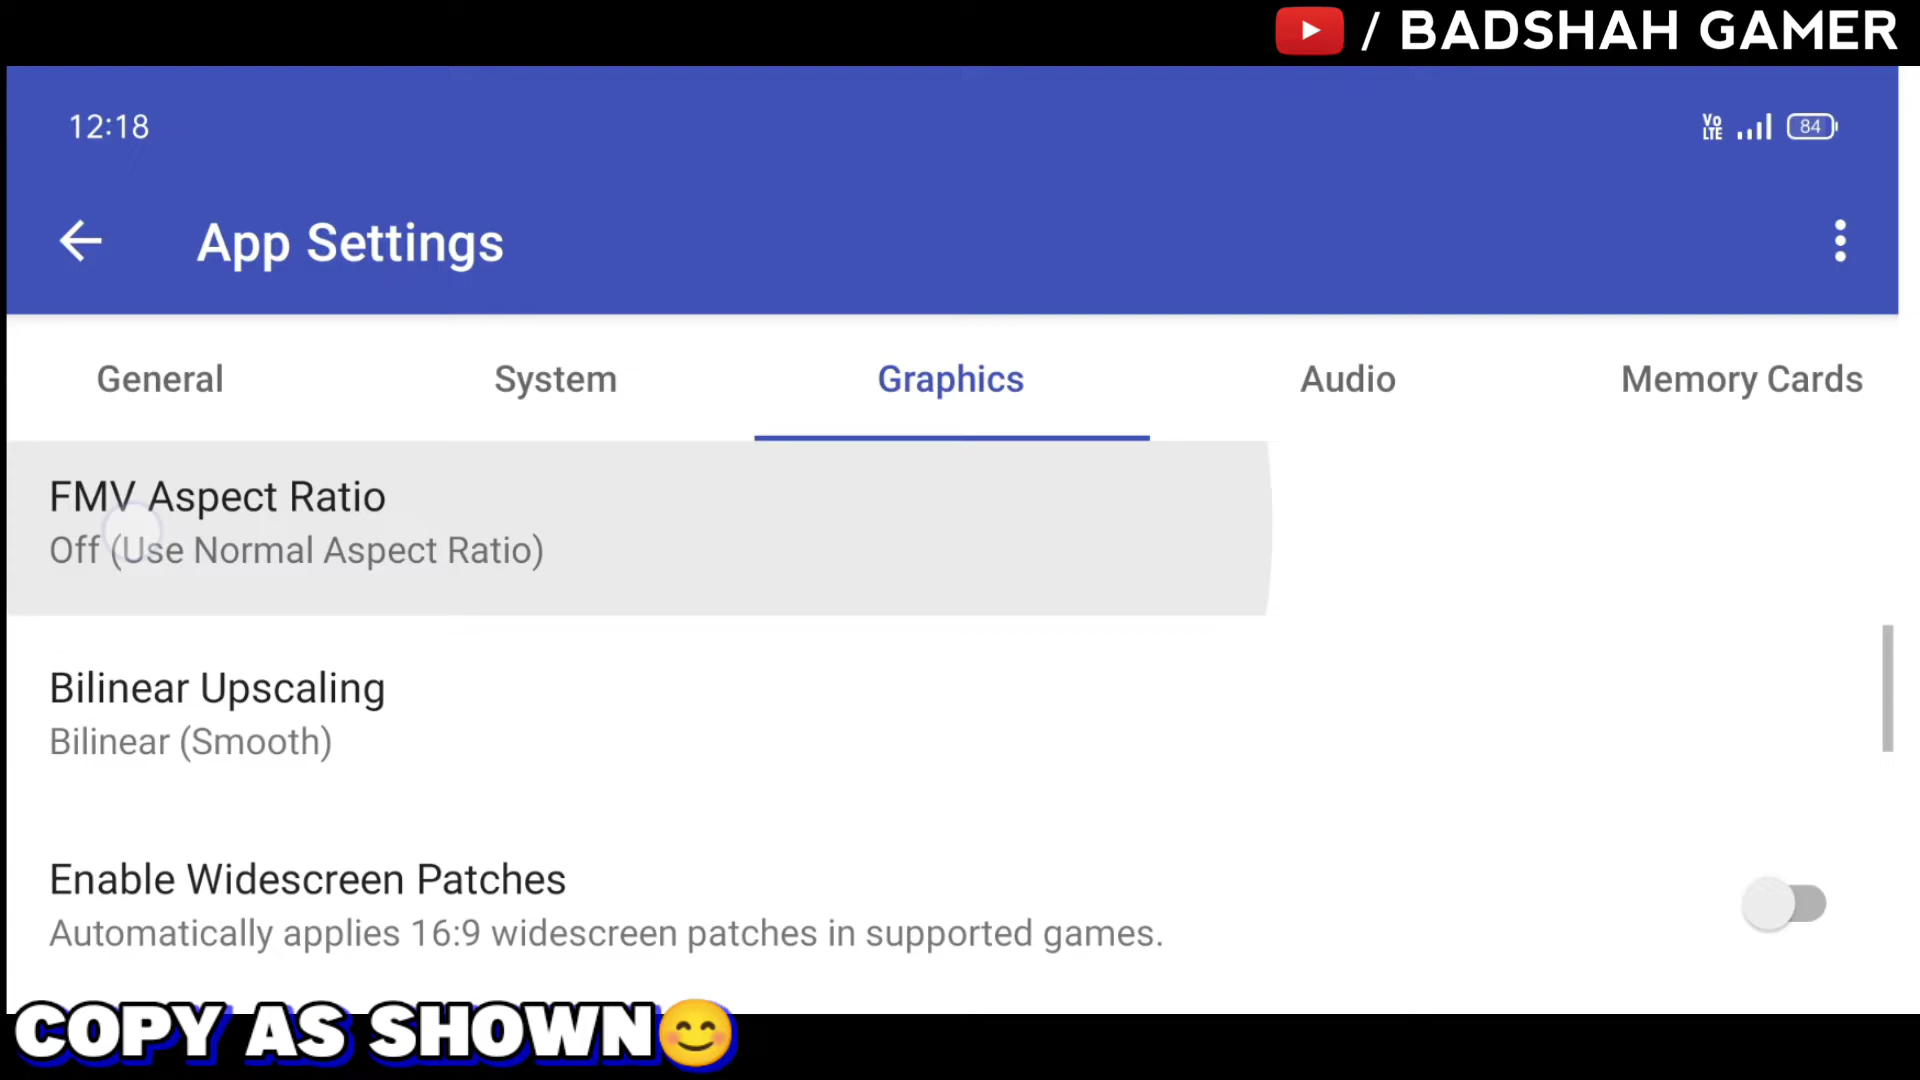 / BADSHAH GAMER
12:18
Vo LTE 84
App Settings
General System Graphics Audio Memory Cards
FMV Aspect Ratio
Off (Use Normal Aspect Ratio)
Bilinear Upscaling
Bilinear (Smooth)
Enable Widescreen Patches
Automatically applies 16:9 widescreen patches in supported games.
COPY AS SHOWN😊